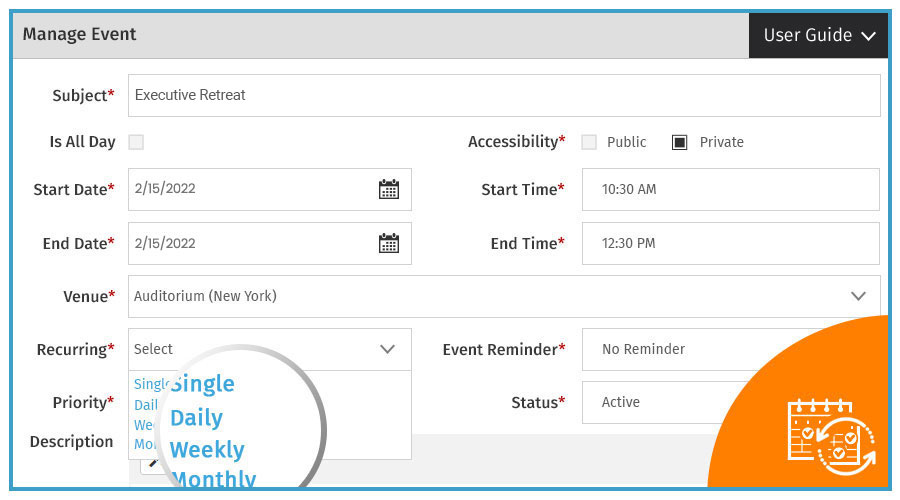 Manage Event User Guide
Subject* Executive Retreat
Is All Day Accessibility* Public Private
Start Date* 2/15/2022 Start Time* 10:30 AM
End Date* 2/15/2022 End Time* 12:30 PM
Venue* Auditorium (New York)
Recurring* Select Event Reminder* No Reminder
Single
Priority* Daily Status* Active
Weekly
Description Monthly